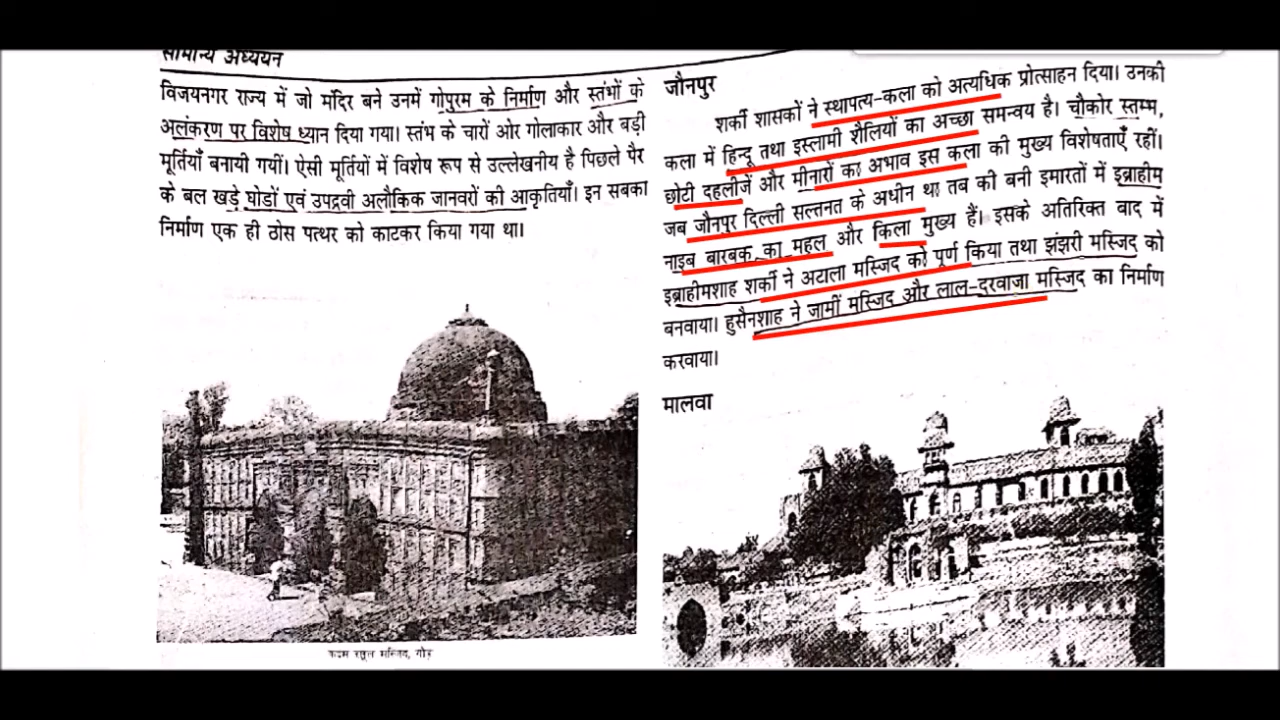 सामान्य अध्ययन
विजयनगर राज्य में जो मंदिर बने उनमें गोपुरम के निर्माण और स्तंभों के
अलंकरण पर विशेष ध्यान दिया गया। स्तंभ के चारों ओर गोलाकार और बड़ी
मूर्तियाँ बनायी गयीं। ऐसी मूर्तियों में विशेष रूप से उल्लेखनीय है पिछले पैर
के बल खड़े घोडों एवं उपद्रवी अलौकिक जानवरों की आकृतियाँ। इन सबका
निर्माण एक ही ठोस पत्थर को काटकर किया गया था।
कदम रसूल मस्जिद, गौड़
जौनपुर
शर्की शासकों ने स्थापत्य-कला को अत्यधिक प्रोत्साहन दिया। उनकी
कला में हिन्दू तथा इस्लामी शैलियों का अच्छा समन्वय है। चौकोर स्तम्भ,
छोटी दहलीजें और मीनारों का अभाव इस कला की मुख्य विशेषताएँ रहीं।
जब जौनपुर दिल्ली सल्तनत के अधीन था तब की बनी इमारतों में इब्राहीम
नाइब बारबक का महल और किला मुख्य हैं। इसके अतिरिक्त वाद में
इब्राहीमशाह शर्की ने अटाला मस्जिद को पूर्ण किया तथा झंझरी मस्जिद को
बनवाया। हुसैनशाह ने जामीं मस्जिद और लाल-दरवाजा मस्जिद का निर्माण
करवाया।
मालवा